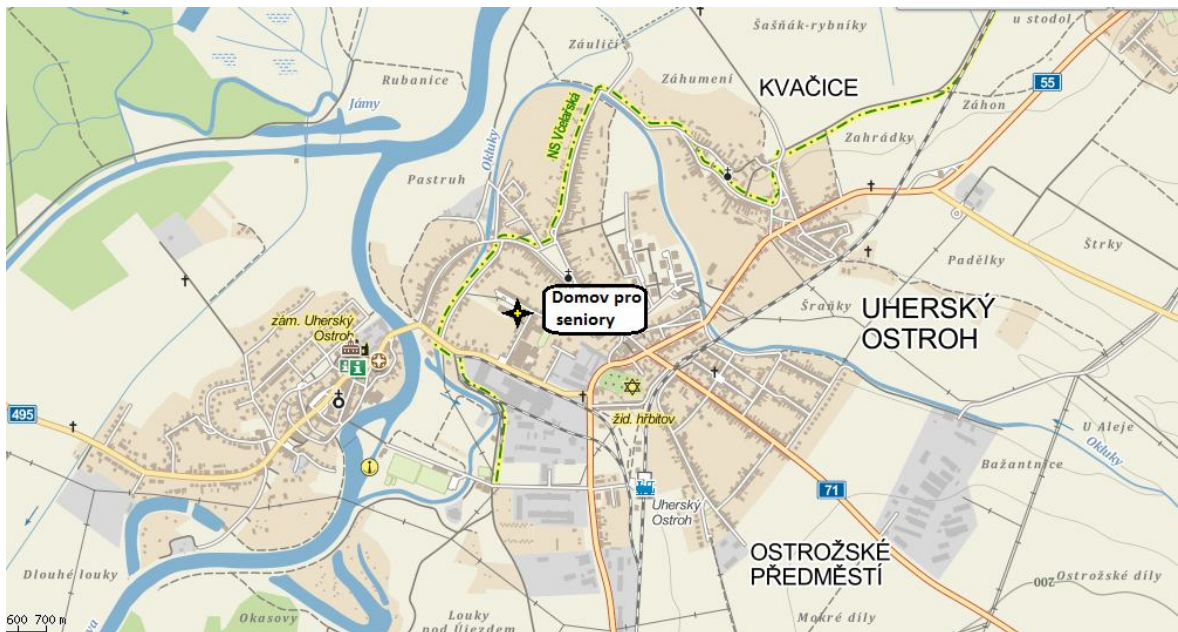 Šašňák-rybníky
u stodol
Záuličí
Rubanice
Záhumení
KVAČICE
55
Jámy
Záhon
NS Včelařská
Zahrádky
Okluky
Pastruh
Štrky
Padělky
Domov pro
seniory
Šraňky
UHERSKÝ
OSTROH
zám. Uherský
Ostroh
495
žid. hřbitov
U Aleje
Okluky
Bažantnice
71
Uherský
Ostroh
OSTROŽSKÉ
PŘEDMĚSTÍ
Dlouhé louky
200
Ostrožské díly
600 700 m
Okasovy
Louky
pod Újezdem
Mokré díly